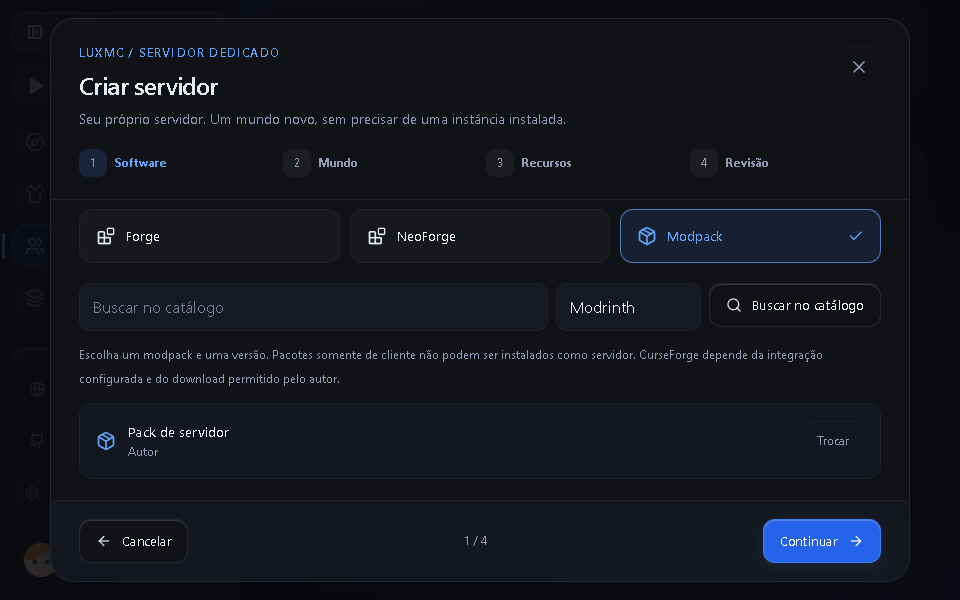 LUXMC / SERVIDOR DEDICADO
Criar servidor
Seu próprio servidor. Um mundo novo, sem precisar de uma instância instalada.
1 Software
2 Mundo
3 Recursos
4 Revisão
Forge
NeoForge
Modpack
Buscar no catálogo
Modrinth
Buscar no catálogo
Escolha um modpack e uma versão. Pacotes somente de cliente não podem ser instalados como servidor. CurseForge depende da integração
configurada e do download permitido pelo autor.
Pack de servidor
Autor
Trocar
Cancelar
1 / 4
Continuar